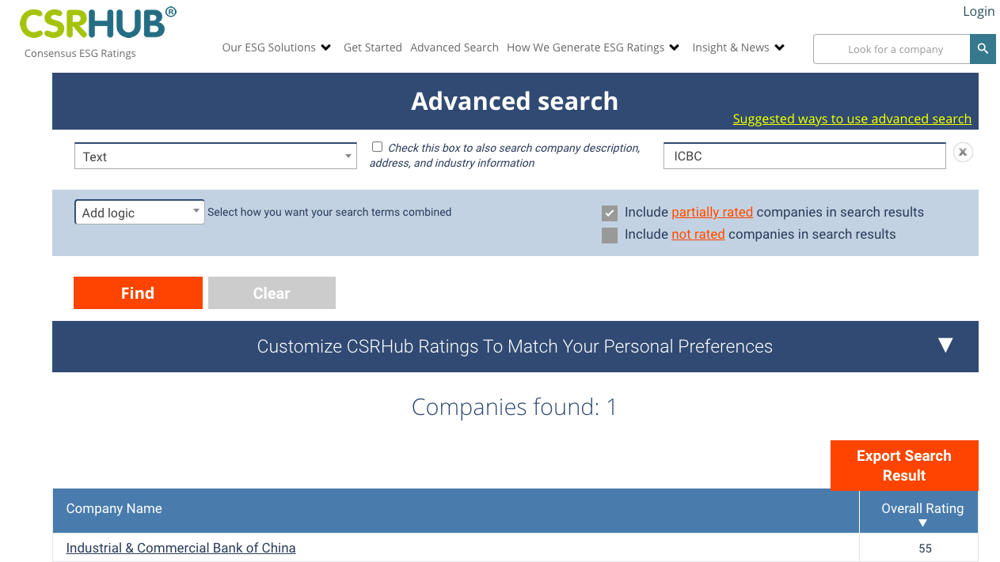 CSRHUB®
Consensus ESG Ratings
Login
Our ESG Solutions Get Started Advanced Search How We Generate ESG Ratings Insight & News
Look for a company
Advanced search
Suggested ways to use advanced search
Text
Check this box to also search company description,
address, and industry information
ICBC
X
Add logic
Select how you want your search terms combined
Include partially rated companies in search results
Include not rated companies in search results
Find
Clear
Customize CSRHub Ratings To Match Your Personal Preferences
▼
Companies found: 1
Export Search
Result
Company Name
Overall Rating
▼
Industrial & Commercial Bank of China
55